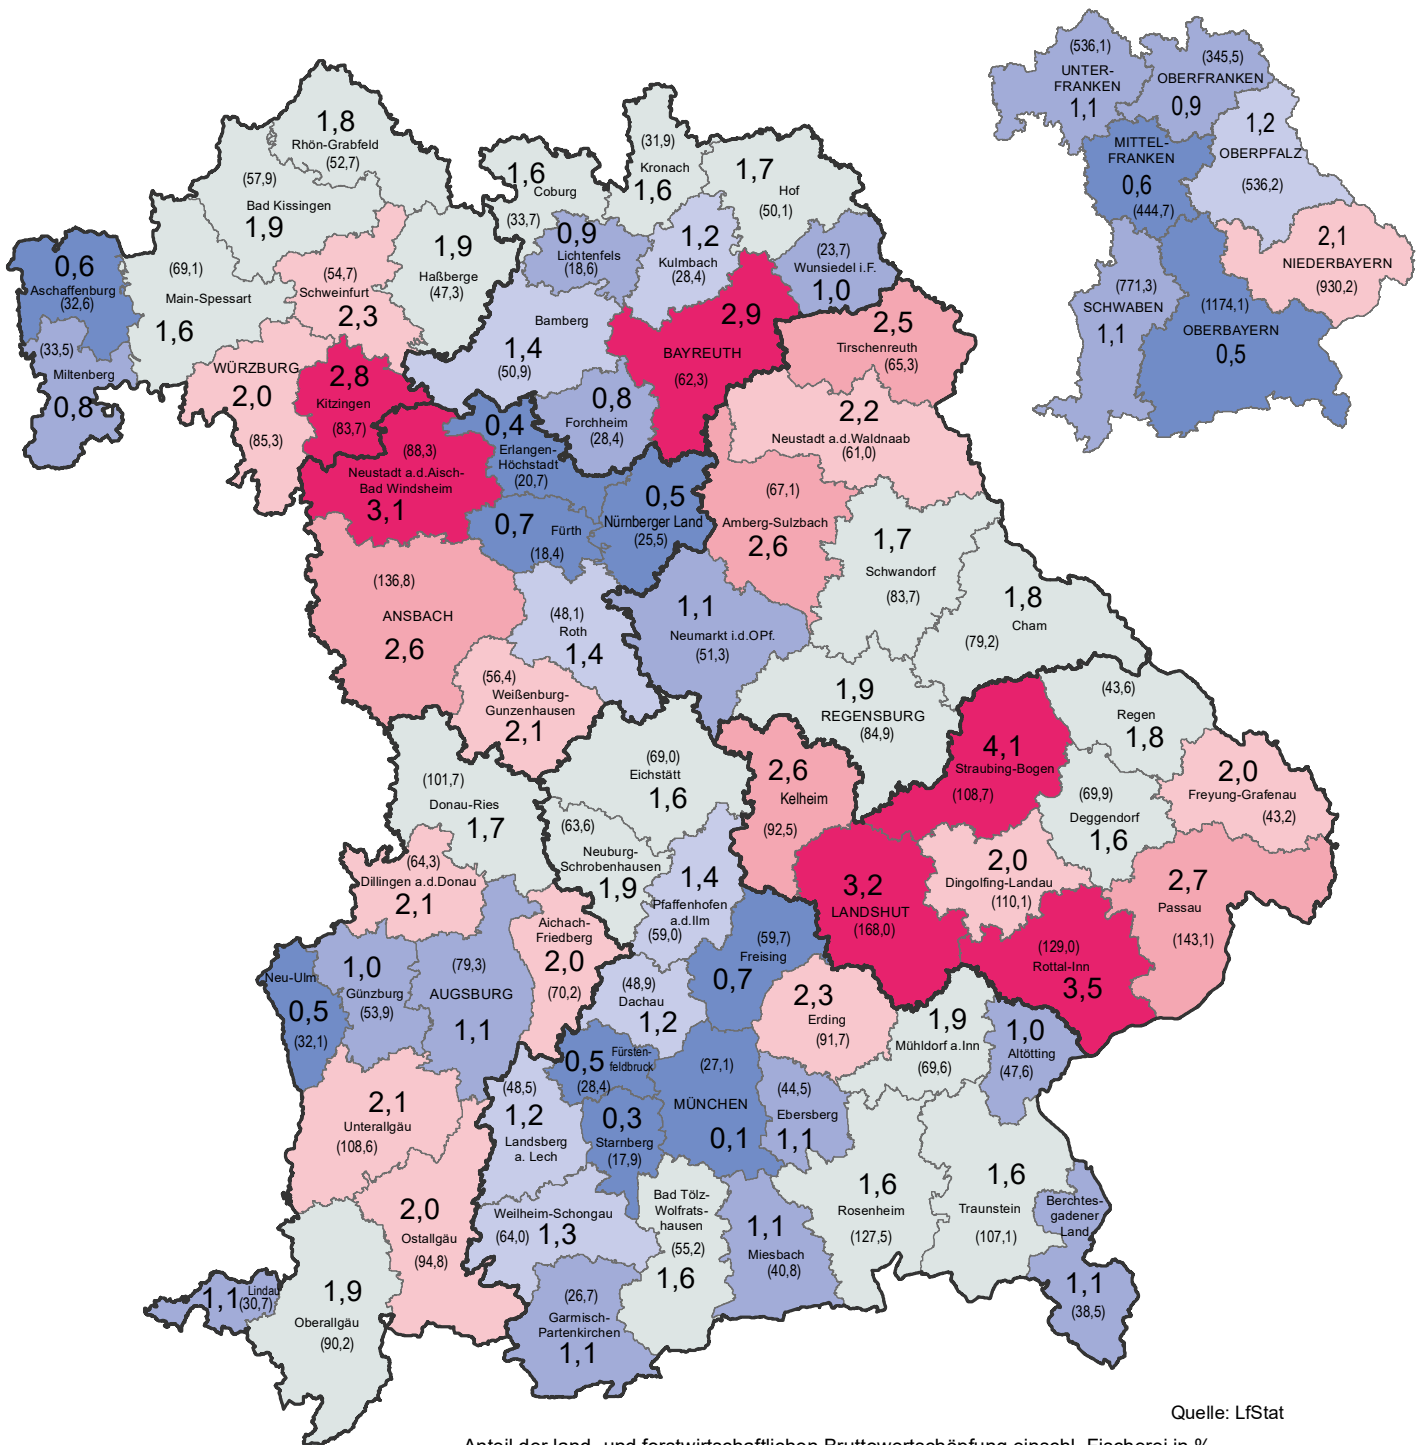 1,8
Rhön-Grabfeld
(52,7)
(57,9)
Bad Kissingen
1,9
(69,1)
Main-Spessart
1,6
0,6
Aschaffenburg
(32,6)
(33,5)
Miltenberg
0,8
(54,7)
Schweinfurt
2,3
1,9
Haßberge
(47,3)
WÜRZBURG
2,0
(85,3)
2,8
Kitzingen
(83,7)
1,6
Coburg
(33,7)
(31,9)
Kronach
1,6
1,7
Hof
(50,1)
0,9
Lichtenfels
(18,6)
1,2
Kulmbach
(28,4)
(23,7)
Wunsiedel i.F.
1,0
Bamberg
1,4
(50,9)
2,9
BAYREUTH
(62,3)
0,8
Forchheim
(28,4)
2,5
Tirschenreuth
(65,3)
2,2
Neustadt a.d.Waldnaab
(61,0)
(88,3)
Neustadt a.d.Aisch-
Bad Windsheim
3,1
0,4
Erlangen-
Höchstadt
(20,7)
0,7
Fürth
(18,4)
0,5
Nürnberger Land
(25,5)
(67,1)
Amberg-Sulzbach
2,6
1,7
Schwandorf
(83,7)
1,8
Cham
(79,2)
(136,8)
ANSBACH
2,6
(48,1)
Roth
1,4
1,1
Neumarkt i.d.OPf.
(51,3)
(56,4)
Weißenburg-
Gunzenhausen
2,1
1,9
REGENSBURG
(84,9)
4,1
Straubing-Bogen
(108,7)
(43,6)
Regen
1,8
2,0
Freyung-Grafenau
(43,2)
(69,9)
Deggendorf
1,6
(101,7)
Donau-Ries
1,7
(69,0)
Eichstätt
1,6
2,6
Kelheim
(92,5)
(63,6)
Neuburg-
Schrobenhausen
1,9
1,4
Pfaffenhofen
a.d.Ilm
(59,0)
3,2
LANDSHUT
(168,0)
2,0
Dingolfing-Landau
(110,1)
2,7
Passau
(143,1)
(129,0)
Rottal-Inn
3,5
(64,3)
Dillingen a.d.Donau
2,1
Aichach-
Friedberg
2,0
(70,2)
Neu-Ulm
0,5
(32,1)
1,0
Günzburg
(53,9)
(79,3)
AUGSBURG
1,1
(48,9)
Dachau
1,2
(59,7)
Freising
0,7
2,3
Erding
(91,7)
1,9
Mühldorf a.Inn
(69,6)
1,0
Altötting
(47,6)
0,5
Fürsten-
feldbruck
(28,4)
(27,1)
MÜNCHEN
0,1
(44,5)
Ebersberg
1,1
2,1
Unterallgäu
(108,6)
(48,5)
1,2
Landsberg
a. Lech
0,3
Starnberg
(17,9)
2,0
Ostallgäu
(94,8)
Weilheim-Schongau
(64,0)
1,3
Bad Tölz-
Wolfrats-
hausen
(55,2)
1,6
1,1
Miesbach
(40,8)
1,6
Rosenheim
(127,5)
1,6
Traunstein
(107,1)
Berchtes-
gadener
Land
1,1
(38,5)
1,1
Lindau
(30,7)
1,9
Oberallgäu
(90,2)
(26,7)
Garmisch-
Partenkirchen
1,1
(536,1)
UNTER-
FRANKEN
1,1
(345,5)
OBERFRANKEN
0,9
MITTEL-
FRANKEN
0,6
(444,7)
1,2
OBERPFALZ
(536,2)
2,1
NIEDERBAYERN
(930,2)
(771,3)
SCHWABEN
1,1
(1174,1)
OBERBAYERN
0,5
Quelle: LfStat
Anteil der land- und forstwirtschaftlichen Bruttowertschöpfung einschl. Fischerei in %